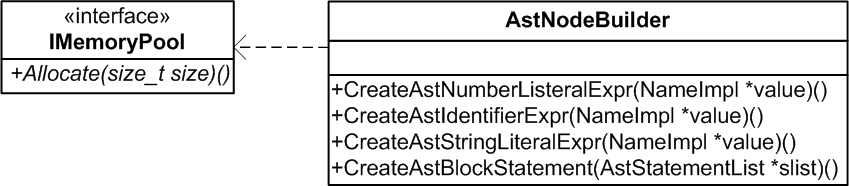 «interface»
IMemoryPool
+Allocate(size_t size)()
AstNodeBuilder
+CreateAstNumberListeralExpr(NameImpl *value)()
+CreateAstIdentifierExpr(NameImpl *value)()
+CreateAstStringLiteralExpr(NameImpl *value)()
+CreateAstBlockStatement(AstStatementList *slist)()